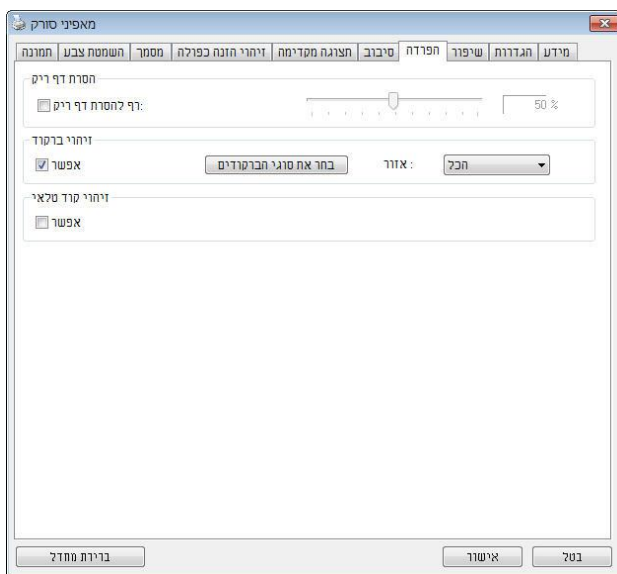 מאפיני סורק
תמונה השמטת צבע מסמך זיהוי הזנה כפולה תצוגה מקדימה סיבוב הפרדה שיפור הגדרות מידע
הסרת דף ריק
רף להסרת דף ריק: 50 %
זיהוי ברקוד
אפשר בחר את סוגי הברקודים אזור : הכל
זיהוי קוד טלאי
אפשר
ברירת מחדל אישור בטל